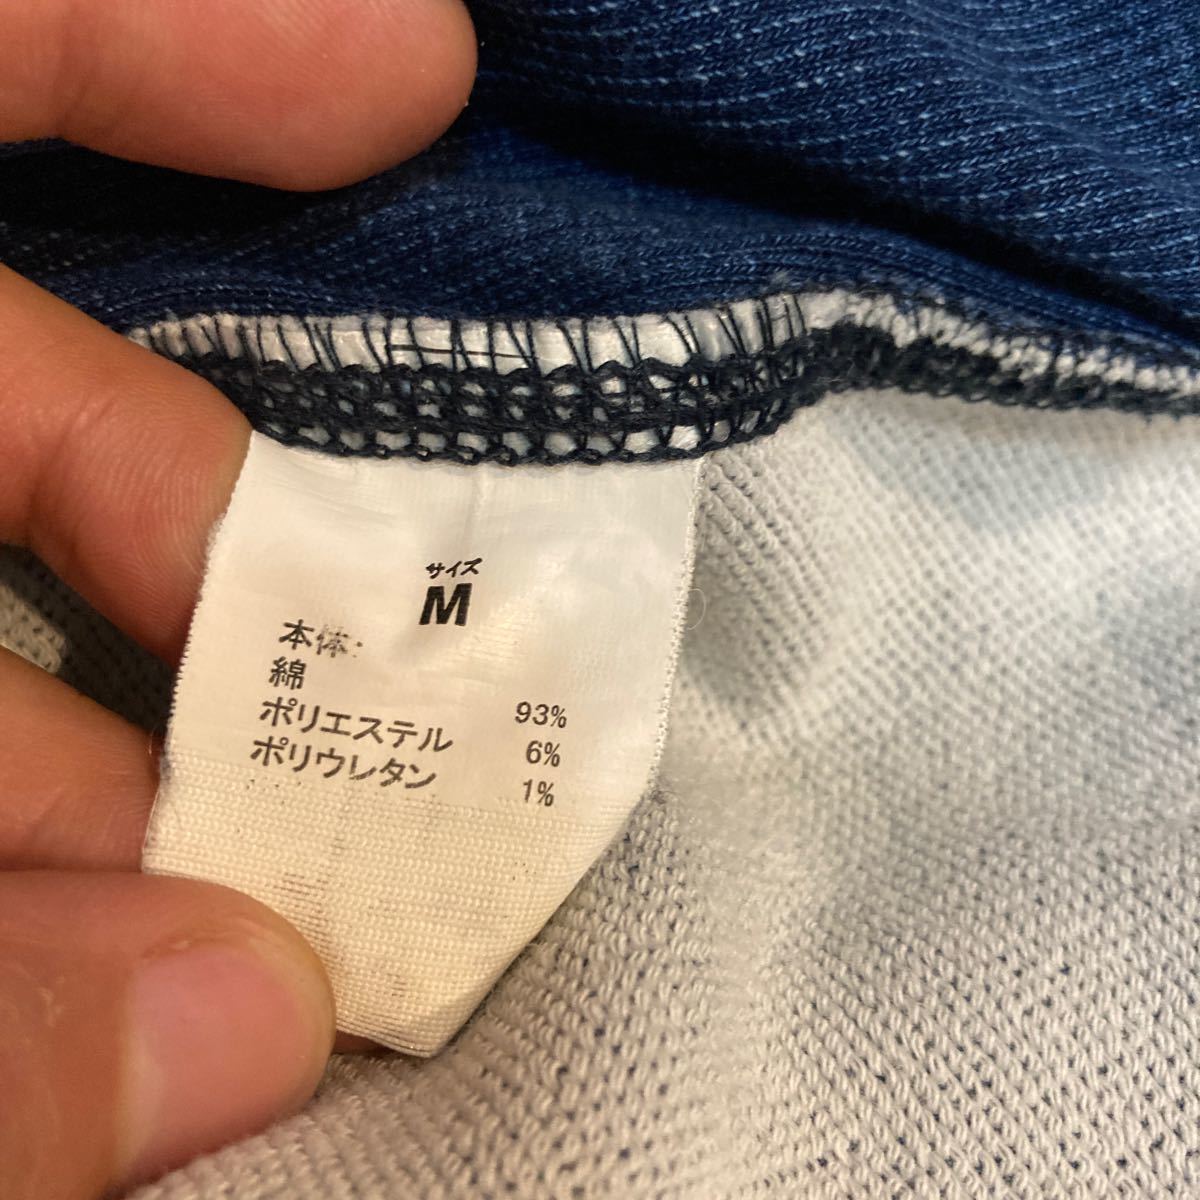 サイズ
M
本体:
綿 93%
ポリエステル 6%
ポリウレタン 1%